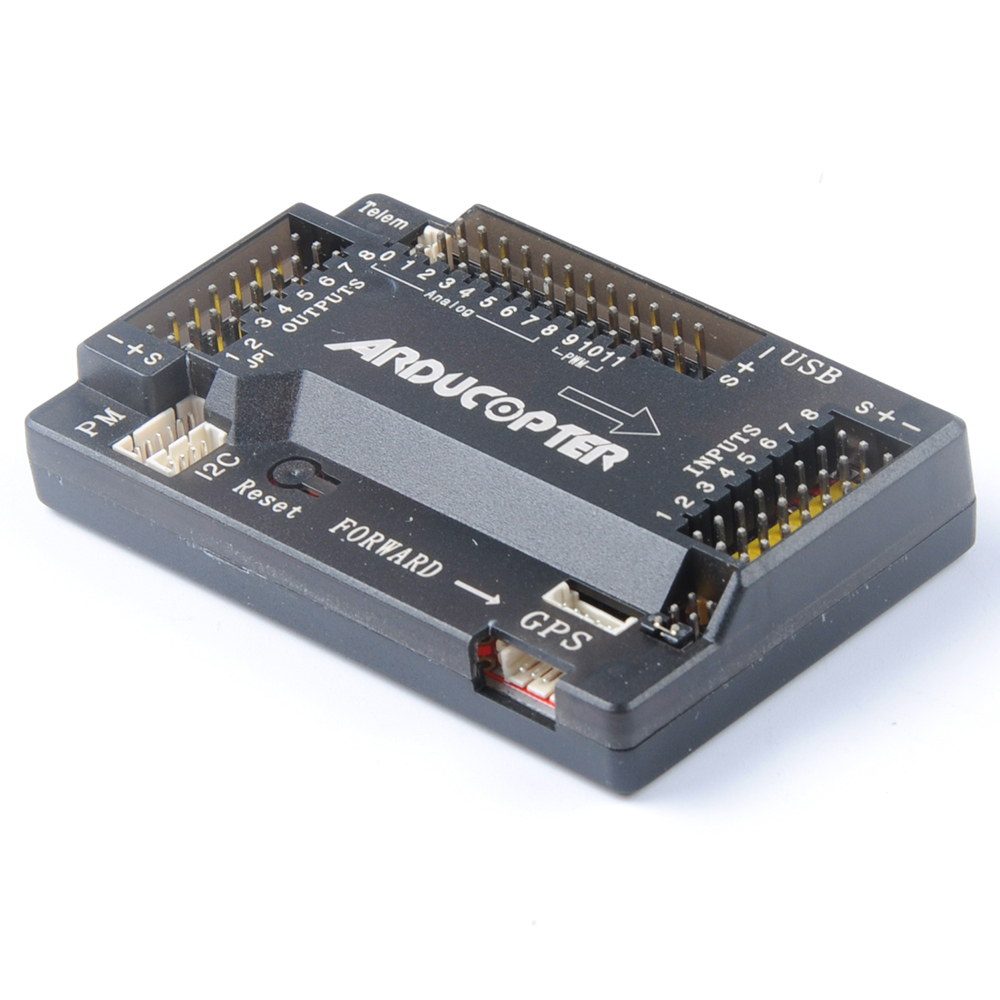 Telem
0 1 2 3 4 5 6 7 8 9 10 11
Analog
PWM
S + −
USB
1 2 3 4 5 6 7 8
OUTPUTS
JP1
− + S
ARDUCOPTER
S + −
INPUTS
1 2 3 4 5 6 7 8
PM
I2C
Reset
FORWARD →
GPS